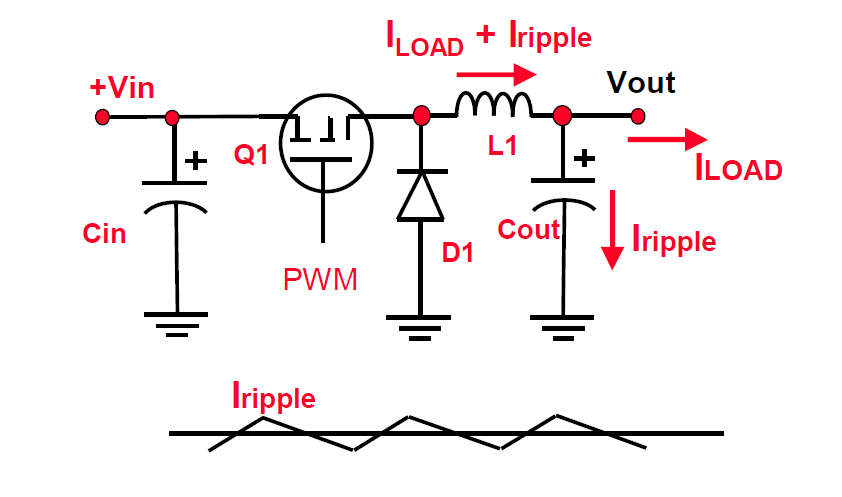 ILOAD + Iripple
+Vin
Vout
Q1
L1
+
+
ILOAD
Cin
Cout
Iripple
D1
PWM
Iripple